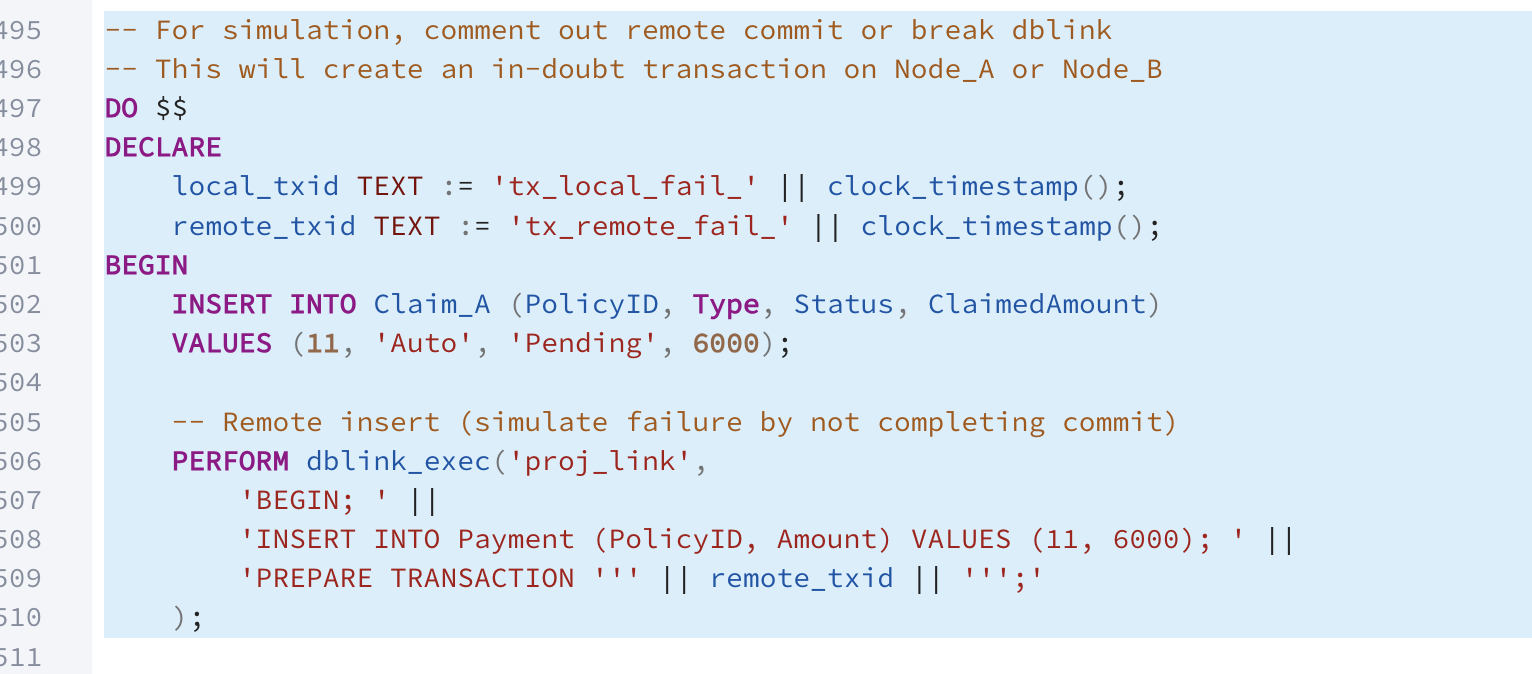 495 -- For simulation, comment out remote commit or break dblink
496 -- This will create an in-doubt transaction on Node_A or Node_B
497 DO $$
498 DECLARE
499     local_txid TEXT := 'tx_local_fail_' || clock_timestamp();
500     remote_txid TEXT := 'tx_remote_fail_' || clock_timestamp();
501 BEGIN
502     INSERT INTO Claim_A (PolicyID, Type, Status, ClaimedAmount)
503     VALUES (11, 'Auto', 'Pending', 6000);
504
505     -- Remote insert (simulate failure by not completing commit)
506     PERFORM dblink_exec('proj_link',
507         'BEGIN; ' ||
508         'INSERT INTO Payment (PolicyID, Amount) VALUES (11, 6000); ' ||
509         'PREPARE TRANSACTION ''' || remote_txid || ''';'
510     );
511